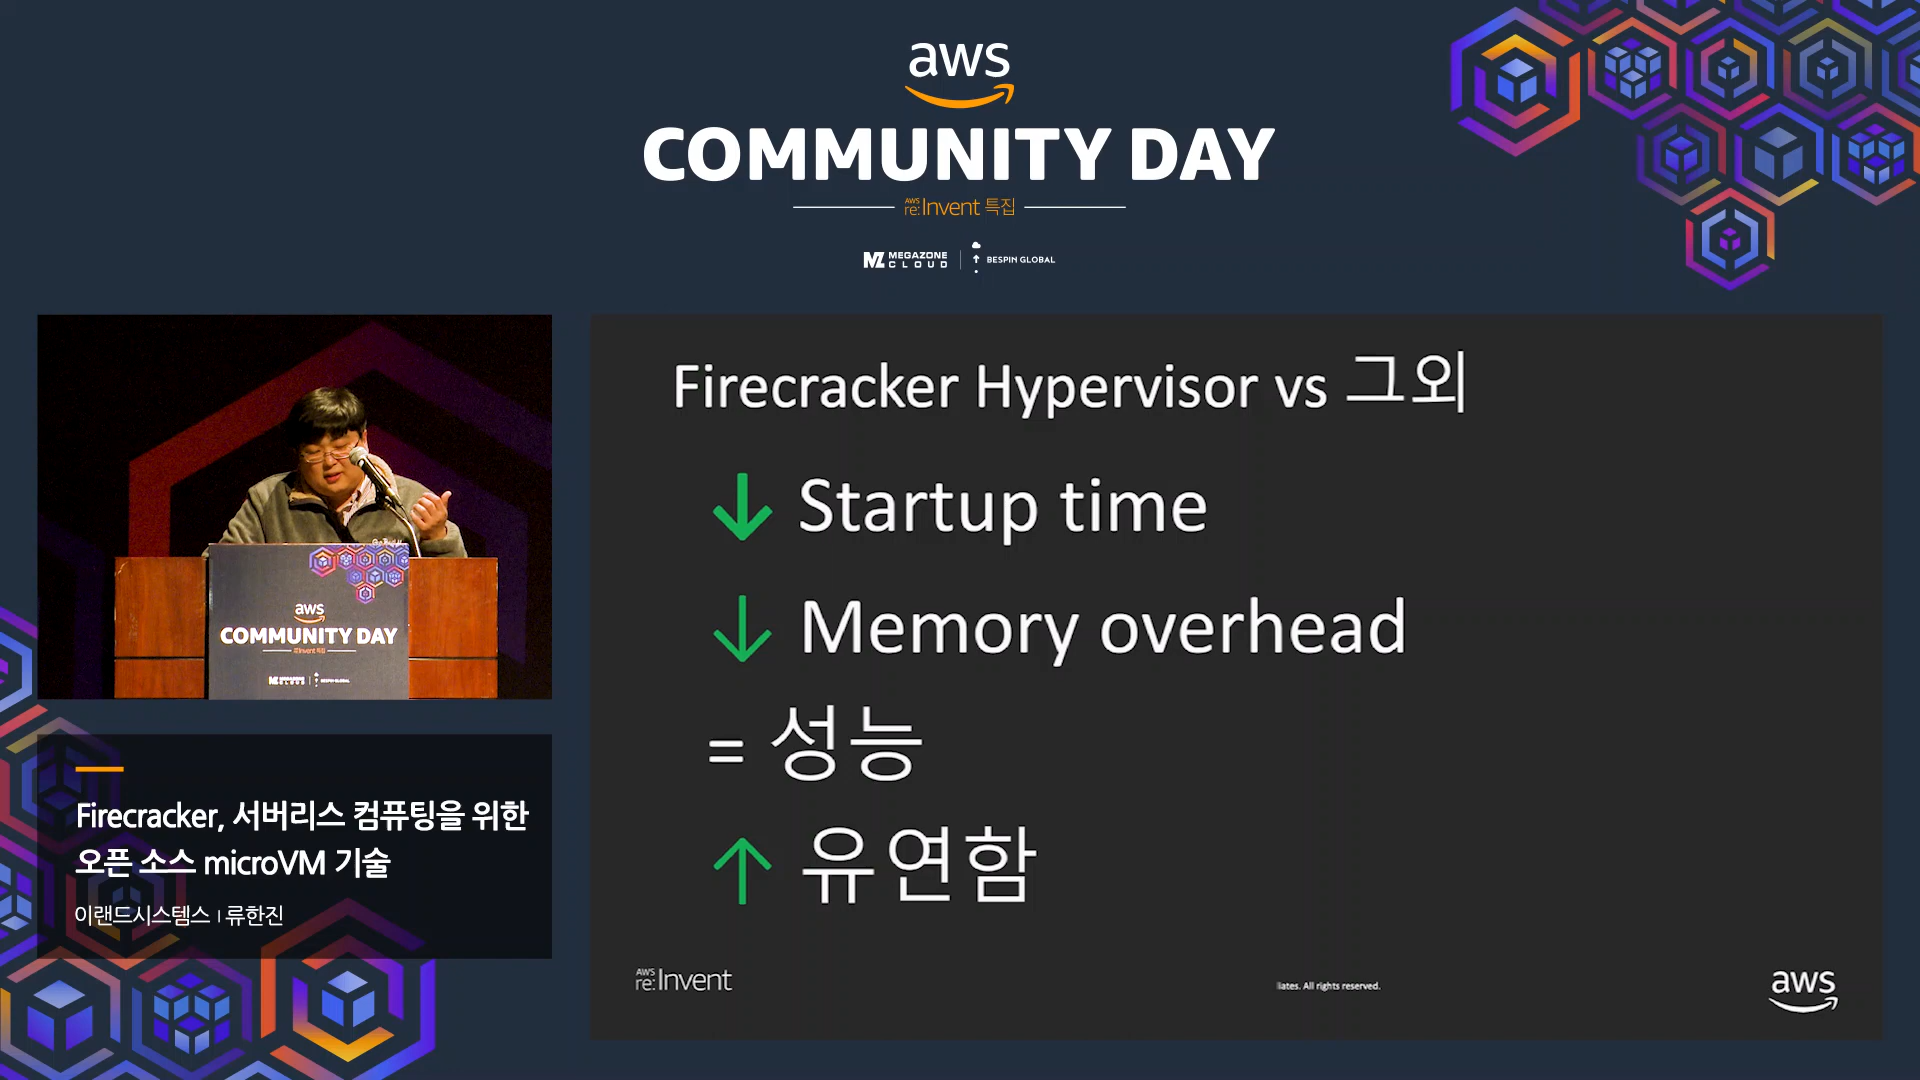 aws
COMMUNITY DAY
AWS re:Invent 특집
MEGAZONE CLOUD | BESPIN GLOBAL
aws
COMMUNITY DAY
Firecracker, 서버리스 컴퓨팅을 위한
오픈 소스 microVM 기술
이랜드시스템스 | 류한진
Firecracker Hypervisor vs 그외
↓ Startup time
↓ Memory overhead
= 성능
↑ 유연함
AWS re:Invent
lates. All rights reserved.
aws